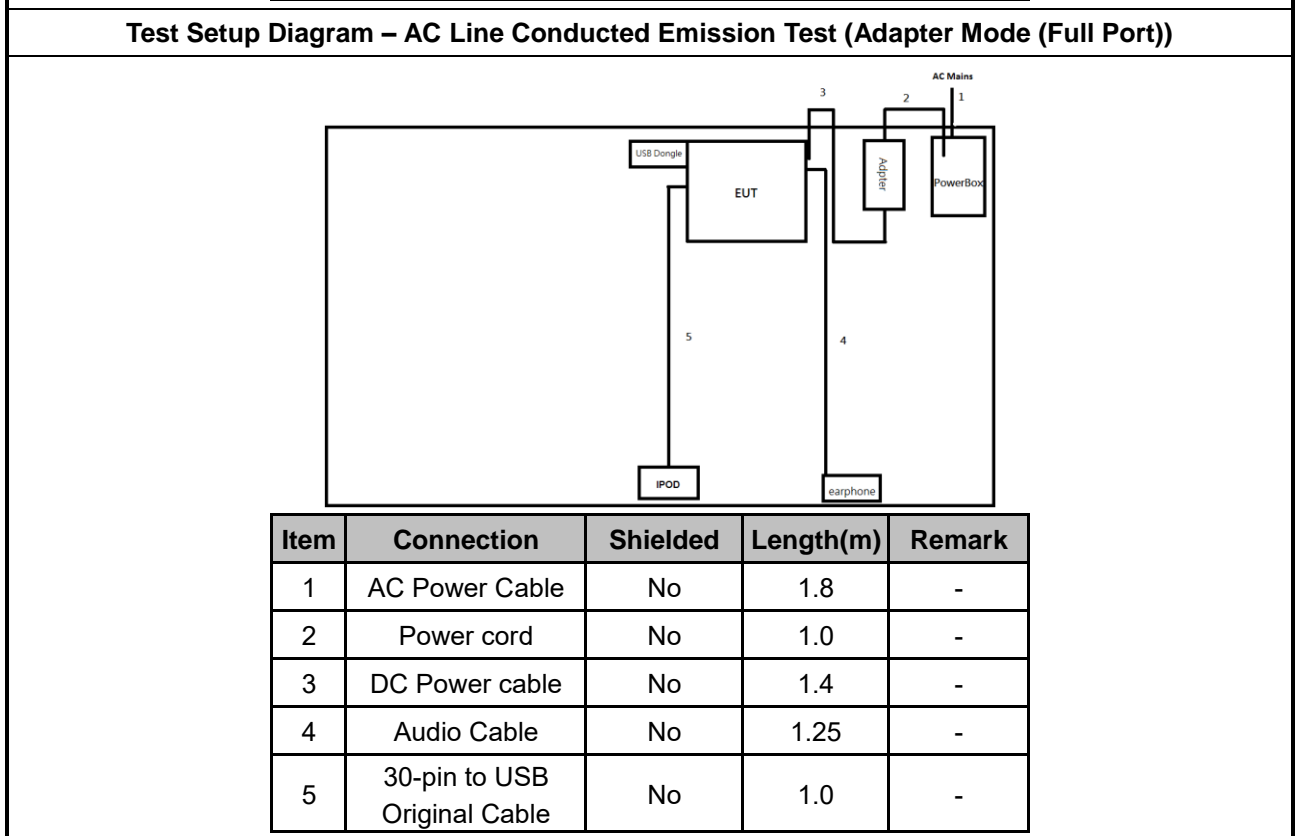 Test Setup Diagram – AC Line Conducted Emission Test (Adapter Mode (Full Port))
AC Mains
3
2
1
USB Dongle
EUT
Adpter
PowerBox
5
4
IPOD
earphone
Item Connection Shielded Length(m) Remark
1 AC Power Cable No 1.8 -
2 Power cord No 1.0 -
3 DC Power cable No 1.4 -
4 Audio Cable No 1.25 -
5 30-pin to USB
Original Cable No 1.0 -